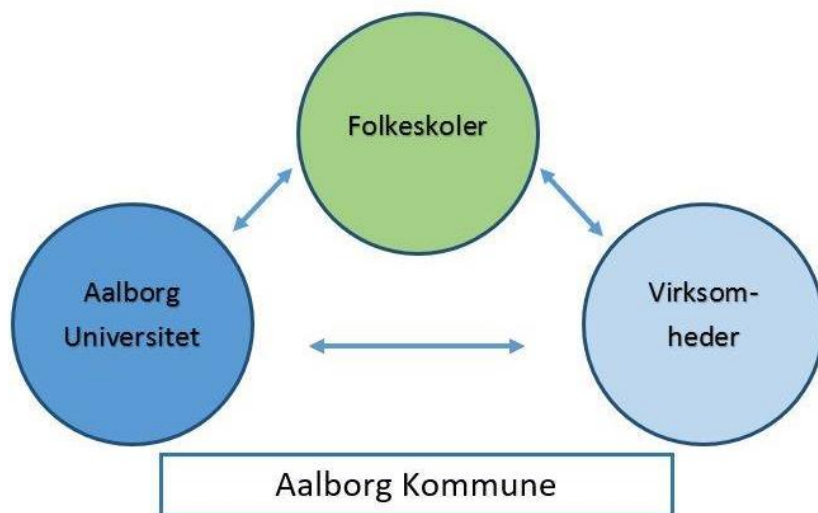 Folkeskoler
Aalborg
Universitet
Virksom-
heder
Aalborg Kommune